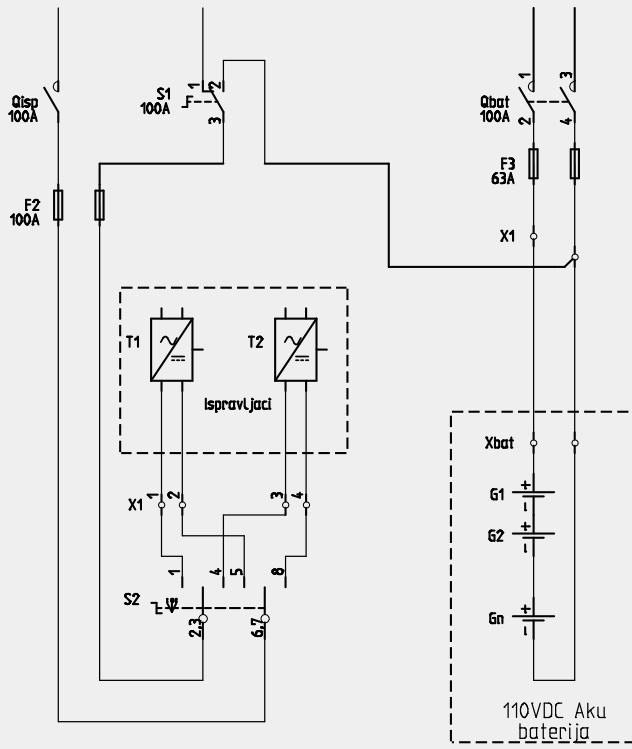 1
3
1
2
Qisp
100A
S1
100A
Qbat
100A
3
2
4
F3
63A
F2
100A
X1
T1
T2
Ispravljaci
Xbat
X1
1
2
3
4
G1
G2
1
4
5
8
S2
2,3
6,7
Gn
110VDC Aku
baterija